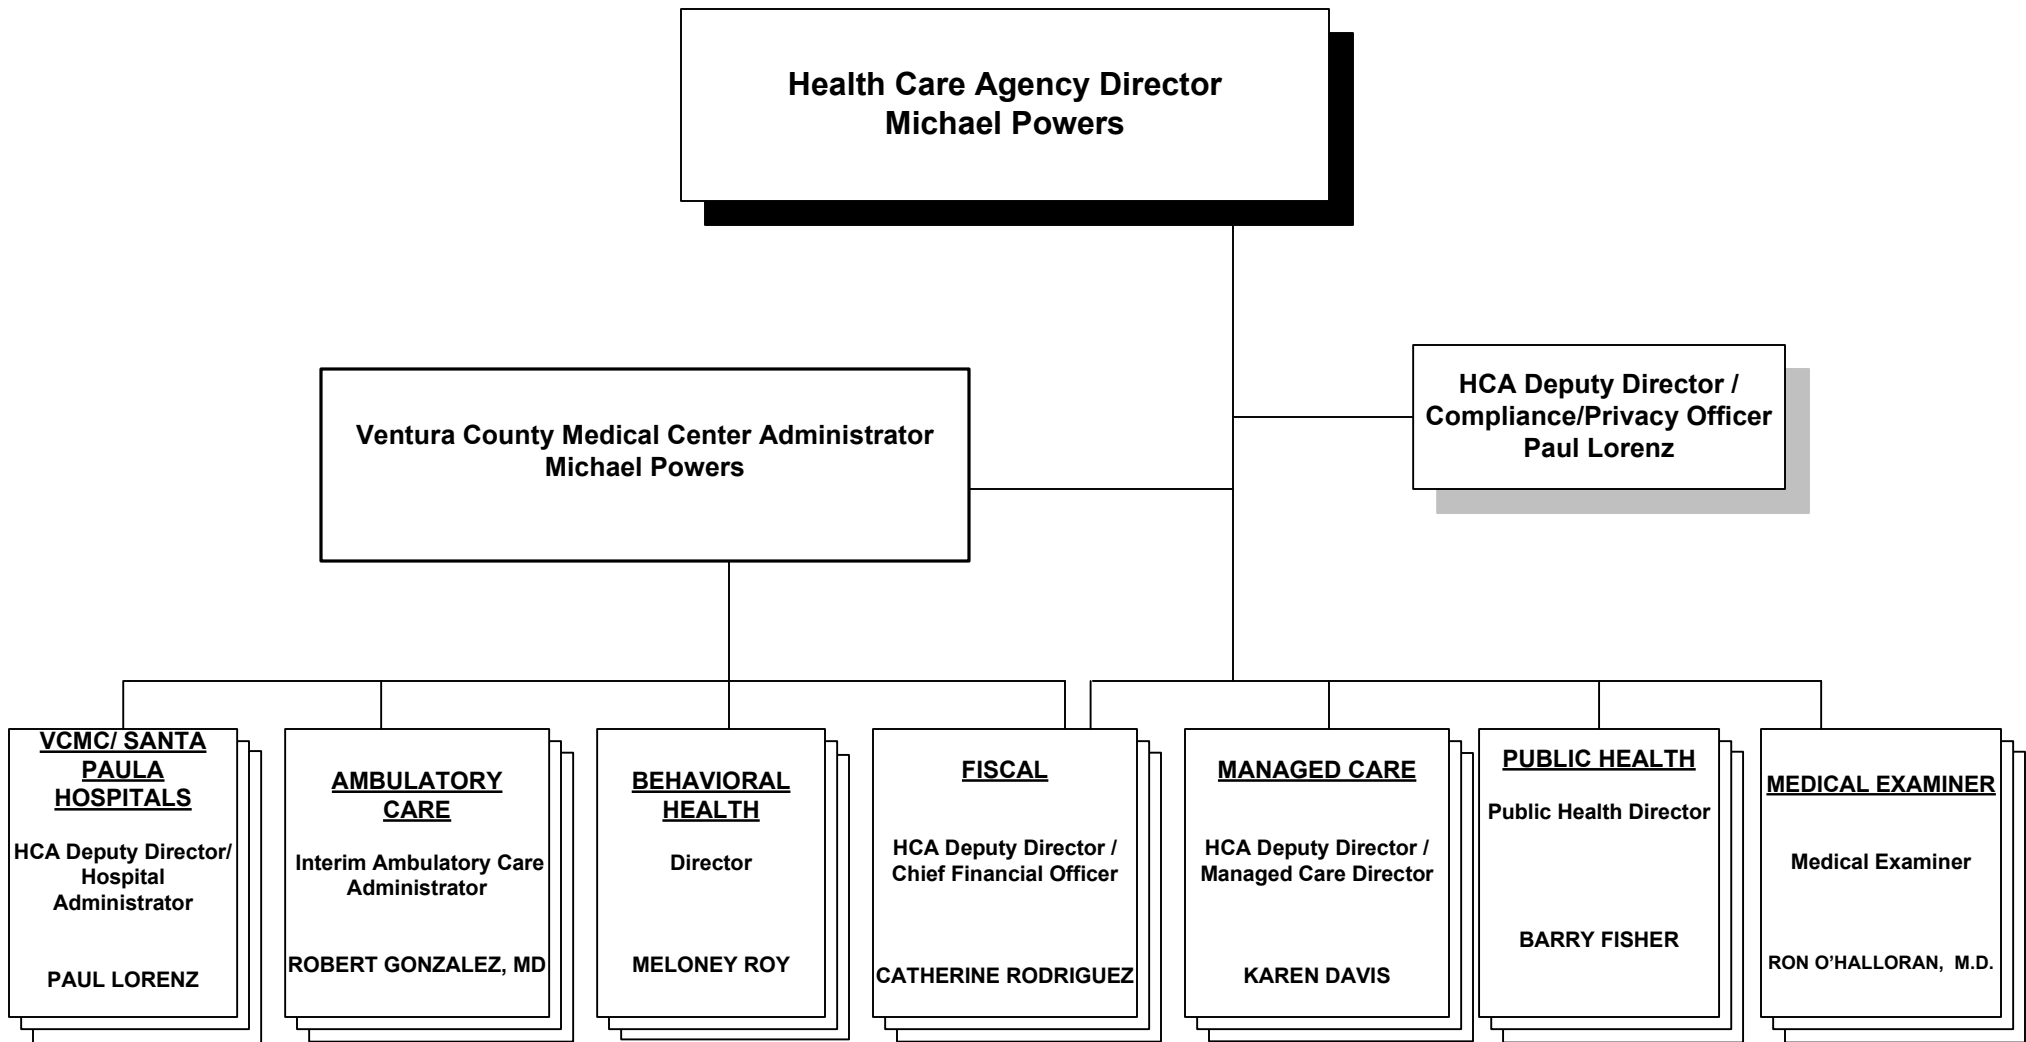 Health Care Agency Director
Michael Powers
HCA Deputy Director /
Compliance/Privacy Officer
Paul Lorenz
Ventura County Medical Center Administrator
Michael Powers
VCMC/ SANTA
PAULA
HOSPITALS
HCA Deputy Director/
Hospital
Administrator
PAUL LORENZ
AMBULATORY
CARE
Interim Ambulatory Care
Administrator
ROBERT GONZALEZ, MD
BEHAVIORAL
HEALTH
Director
MELONEY ROY
FISCAL
HCA Deputy Director /
Chief Financial Officer
CATHERINE RODRIGUEZ
MANAGED CARE
HCA Deputy Director /
Managed Care Director
KAREN DAVIS
PUBLIC HEALTH
Public Health Director
BARRY FISHER
MEDICAL EXAMINER
Medical Examiner
RON O’HALLORAN, M.D.